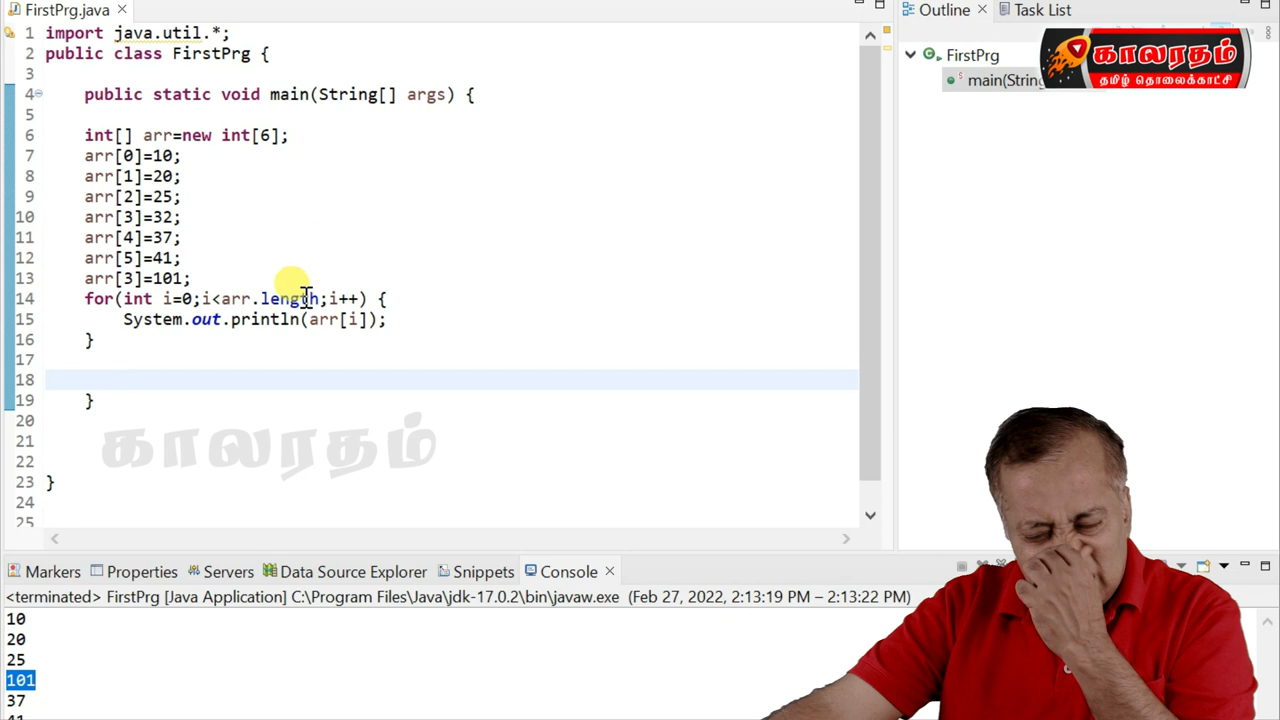 FirstPrg.java
Outline
Task List
1 import java.util.*;
2 public class FirstPrg {
3
4 public static void main(String[] args) {
5
6 int[] arr=new int[6];
7 arr[0]=10;
8 arr[1]=20;
9 arr[2]=25;
10 arr[3]=32;
11 arr[4]=37;
12 arr[5]=41;
13 arr[3]=101;
14 for(int i=0;i<arr.length;i++) {
15 System.out.println(arr[i]);
16 }
17
18
19 }
20
21
22
23 }
24
25
FirstPrg
main(String
காலரதம்
தமிழ் தொலைக்காட்சி
காலரதம்
Markers
Properties
Servers
Data Source Explorer
Snippets
Console
<terminated> FirstPrg [Java Application] C:\Program Files\Java\jdk-17.0.2\bin\javaw.exe (Feb 27, 2022, 2:13:19 PM – 2:13:22 PM)
10
20
25
101
37